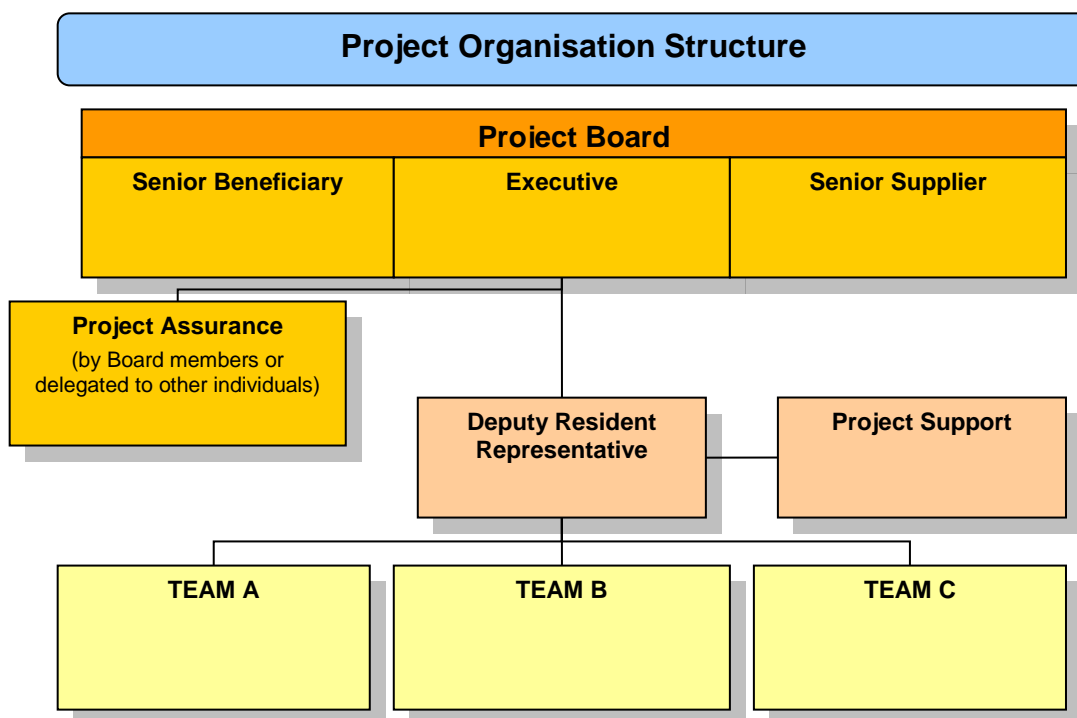 Project Organisation Structure
Project Board
Senior Beneficiary
Executive
Senior Supplier
Project Assurance
(by Board members or
delegated to other individuals)
Deputy Resident
Representative
Project Support
TEAM A
TEAM B
TEAM C